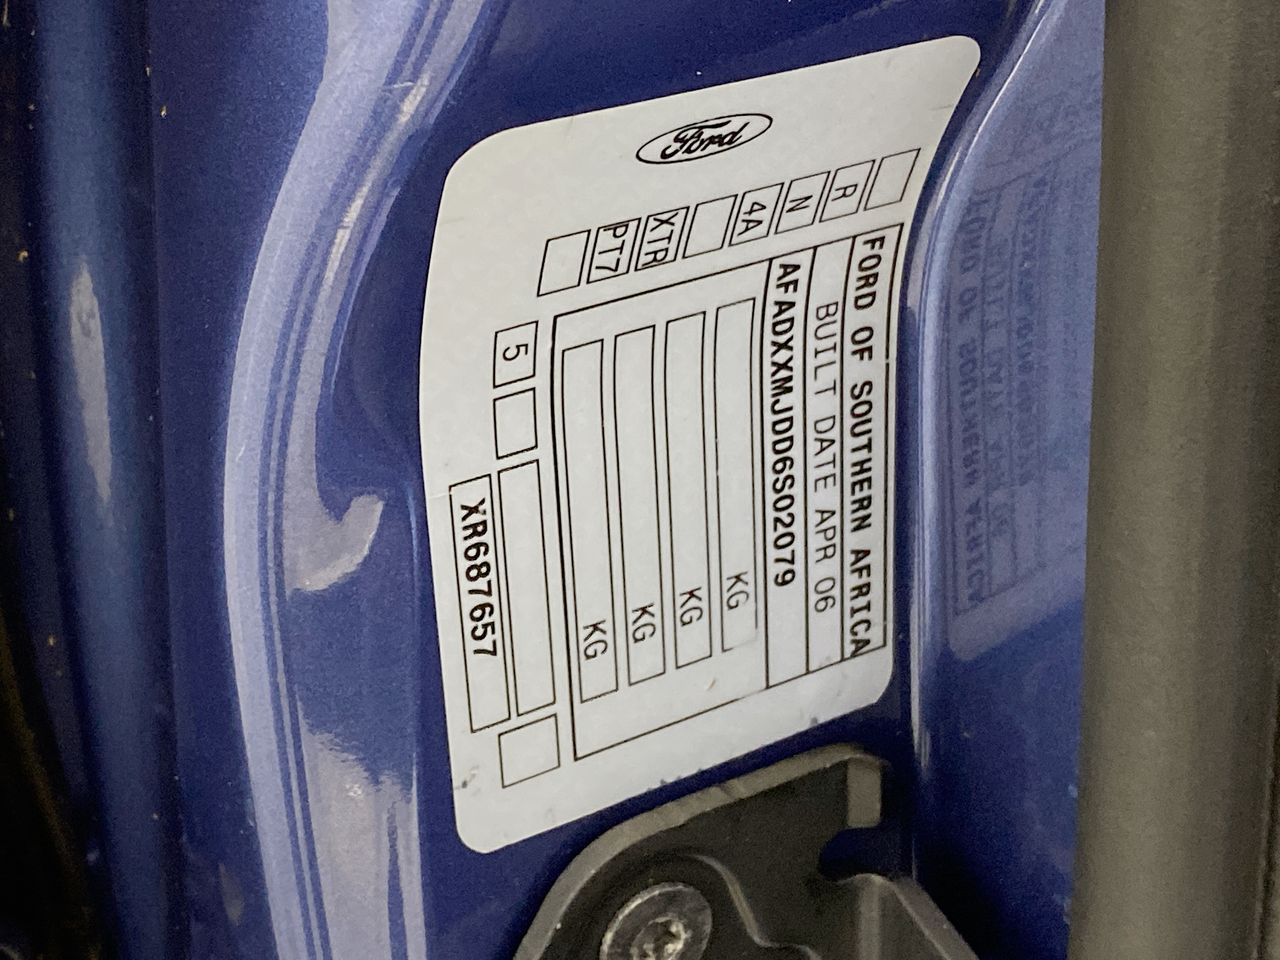 Ford
R
N
4A
XTR
PT7
FORD OF SOUTHERN AFRICA
BUILT DATE APR 06
AFADXXMJDD6S02079
KG
KG
KG
KG
5
XR687657